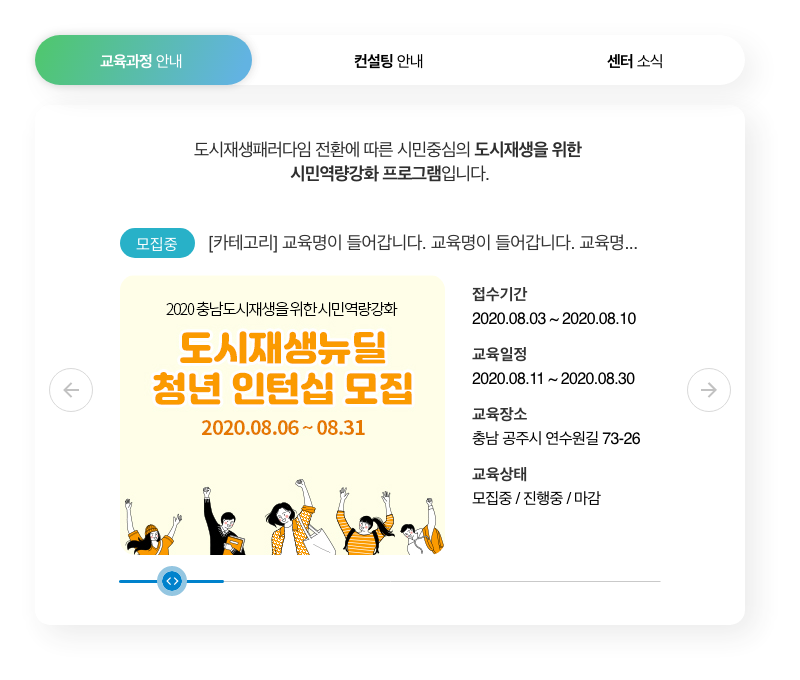 교육과정 안내
컨설팅 안내
센터 소식
도시재생패러다임 전환에 따른 시민중심의 도시재생을 위한
시민역량강화 프로그램입니다.
모집중
[카테고리] 교육명이 들어갑니다. 교육명이 들어갑니다. 교육명...
2020 충남도시재생을 위한 시민역량강화
도시재생뉴딜
청년 인턴십 모집
2020.08.06 ~ 08.31
접수기간
2020.08.03 ~ 2020.08.10
교육일정
2020.08.11 ~ 2020.08.30
교육장소
충남 공주시 연수원길 73-26
교육상태
모집중 / 진행중 / 마감